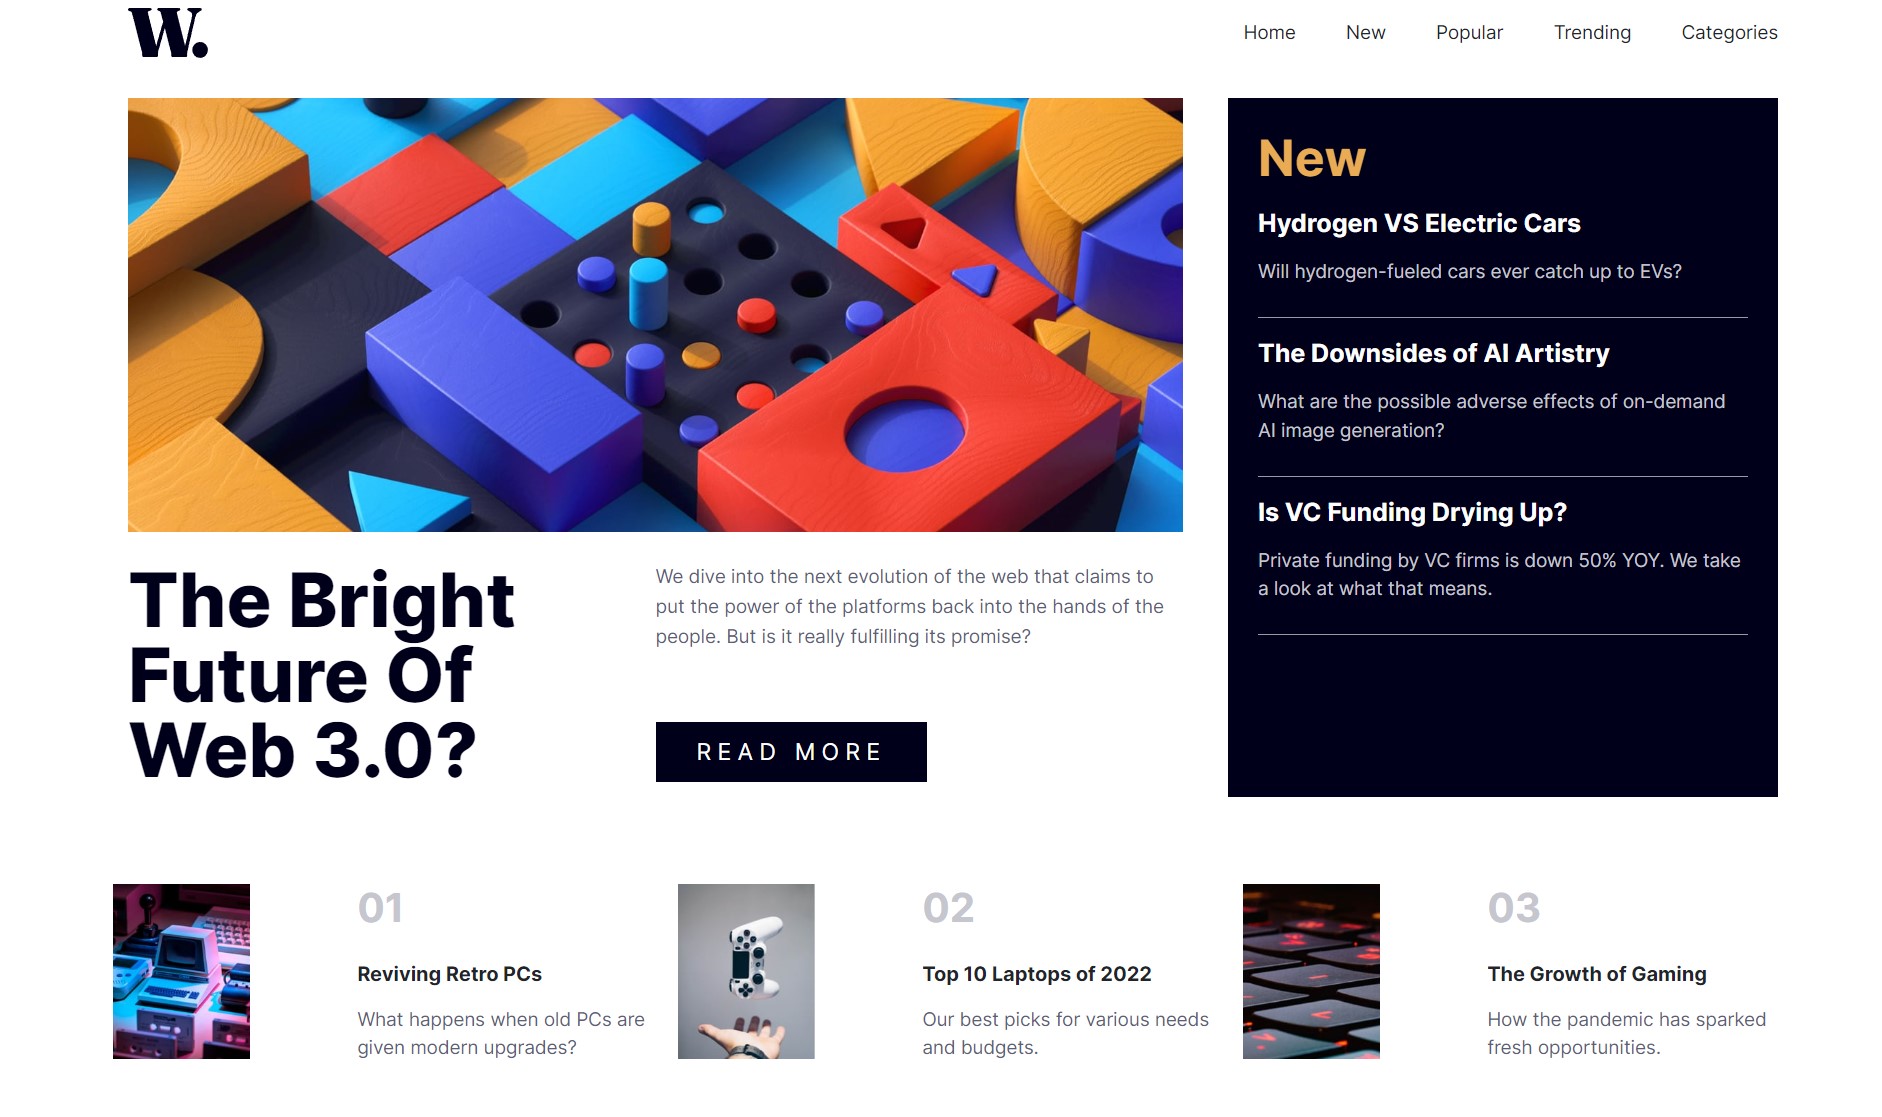 W.
Home New Popular Trending Categories
The Bright
Future Of
Web 3.0?
We dive into the next evolution of the web that claims to
put the power of the platforms back into the hands of the
people. But is it really fulfilling its promise?
READ MORE
New
Hydrogen VS Electric Cars
Will hydrogen-fueled cars ever catch up to EVs?
The Downsides of AI Artistry
What are the possible adverse effects of on-demand
AI image generation?
Is VC Funding Drying Up?
Private funding by VC firms is down 50% YOY. We take
a look at what that means.
01
Reviving Retro PCs
What happens when old PCs are
given modern upgrades?
02
Top 10 Laptops of 2022
Our best picks for various needs
and budgets.
03
The Growth of Gaming
How the pandemic has sparked
fresh opportunities.